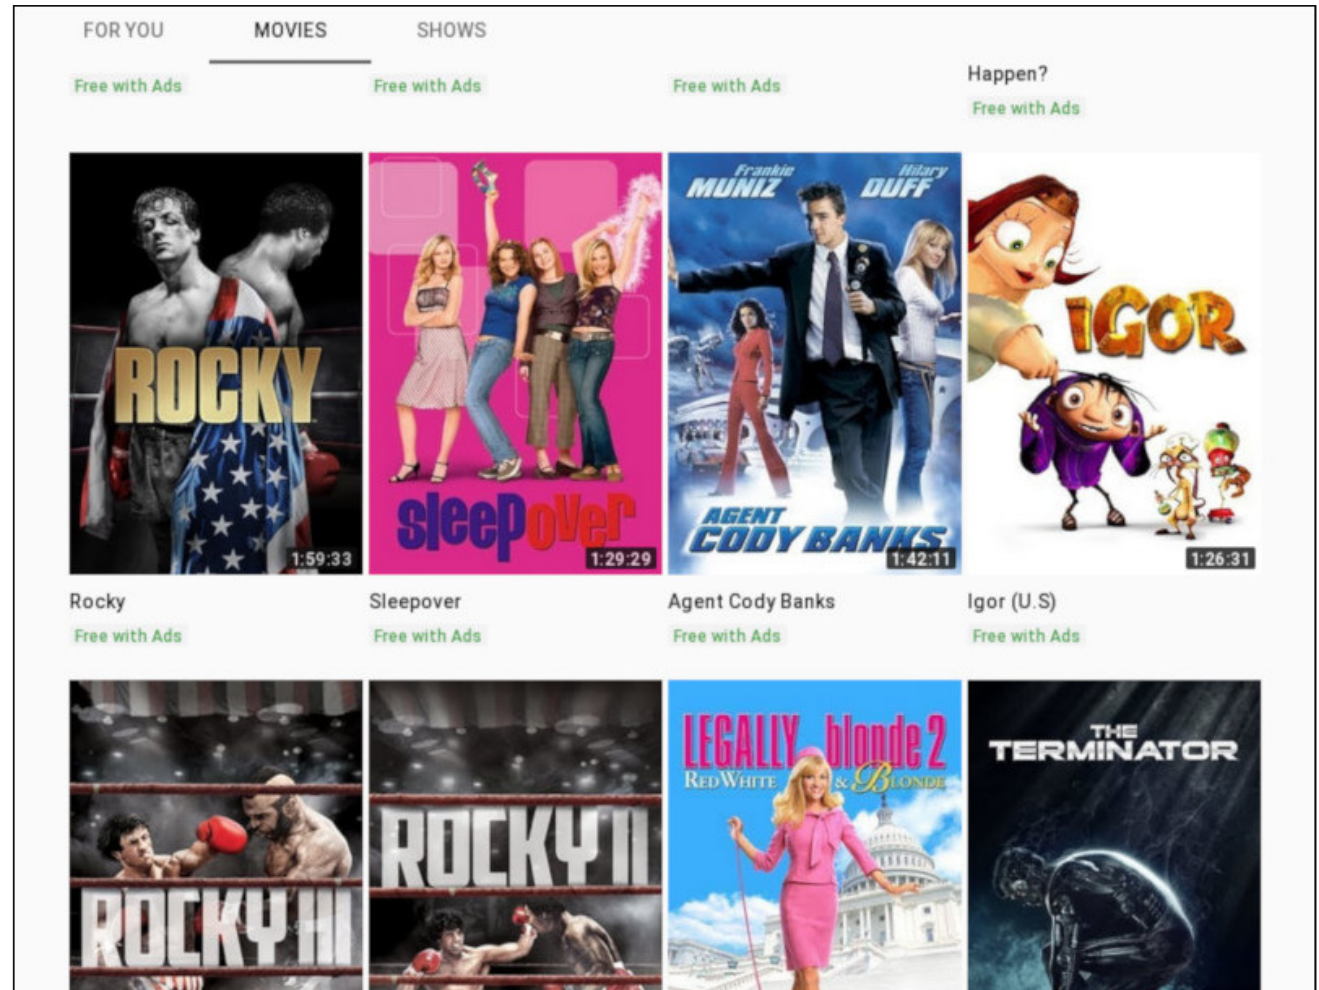 FOR YOU MOVIES SHOWS
Happen?
Free with Ads Free with Ads Free with Ads
Free with Ads
Frankie Hilary
MUNIZ DUFF
IGOR
ROCKY
sleepover
AGENT
CODY BANKS
1:59:33 1:29:29 1:42:11 1:26:31
Rocky Sleepover Agent Cody Banks Igor (U.S)
Free with Ads Free with Ads Free with Ads Free with Ads
LEGALLY blonde 2
RED WHITE & BLONDE
THE
TERMINATOR
ROCKY II
ROCKY III